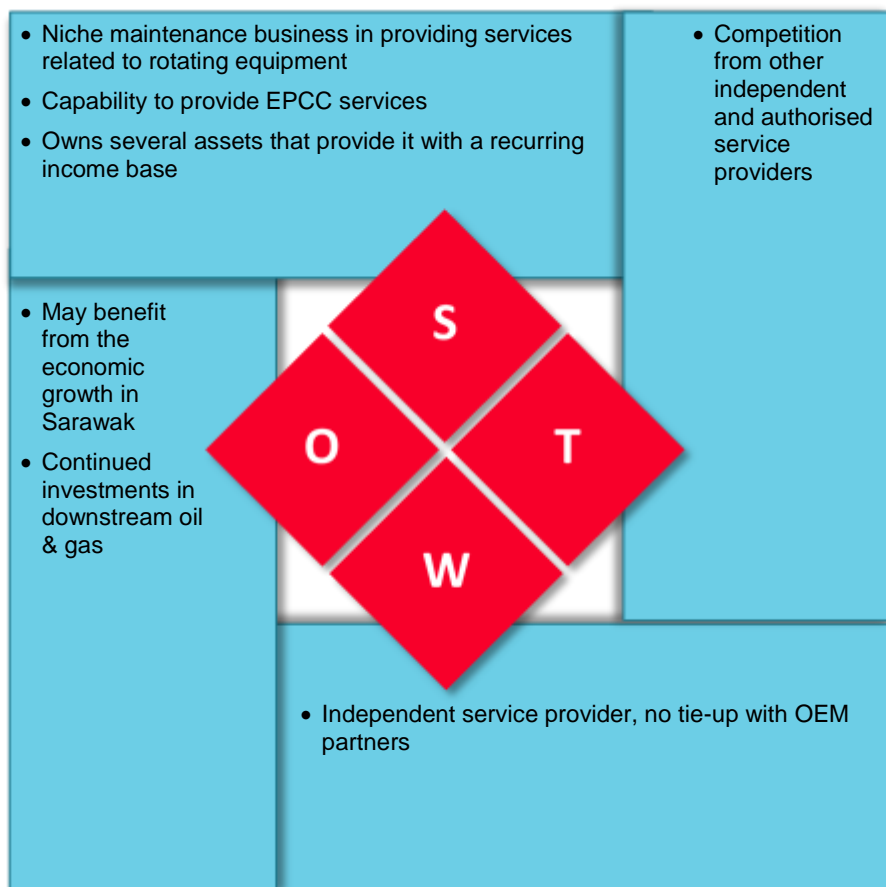 • Niche maintenance business in providing services
related to rotating equipment
• Capability to provide EPCC services
• Owns several assets that provide it with a recurring
income base
• Competition
from other
independent
and authorised
service
providers
S
• May benefit
from the
economic
growth in
Sarawak
• Continued
investments in
downstream oil
& gas
O
T
W
• Independent service provider, no tie-up with OEM
partners